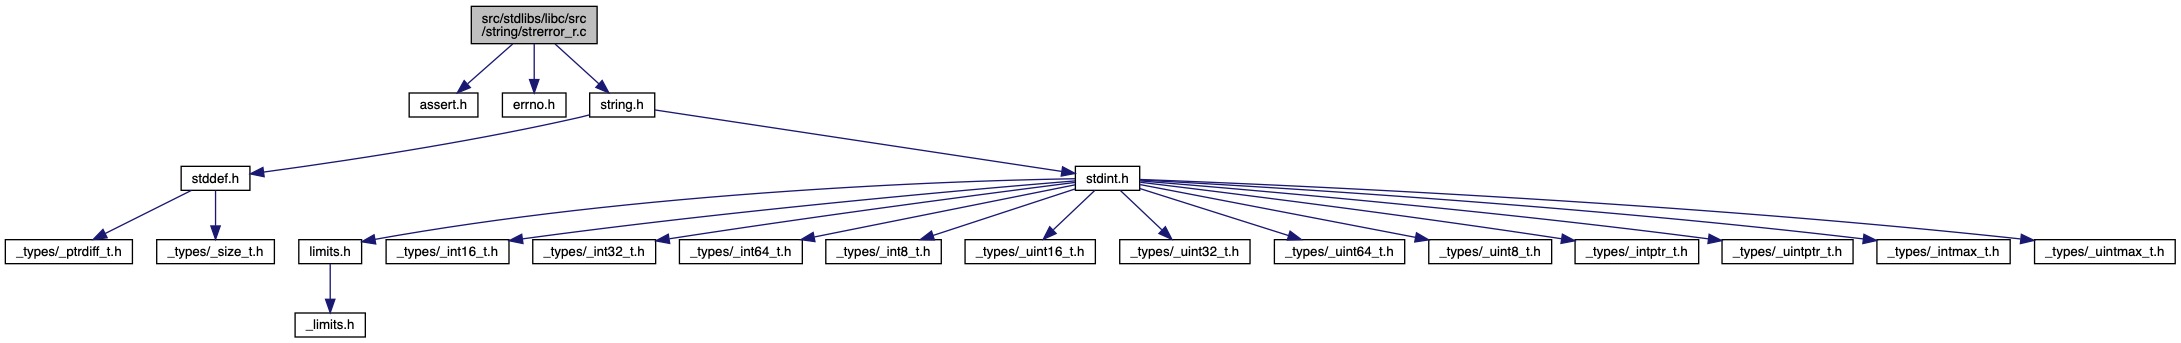 src/stdlibs/libc/src
/string/strerror_r.c
assert.h
errno.h
string.h
stddef.h
stdint.h
_types/_ptrdiff_t.h
_types/_size_t.h
limits.h
_types/_int16_t.h
_types/_int32_t.h
_types/_int64_t.h
_types/_int8_t.h
_types/_uint16_t.h
_types/_uint32_t.h
_types/_uint64_t.h
_types/_uint8_t.h
_types/_intptr_t.h
_types/_uintptr_t.h
_types/_intmax_t.h
_types/_uintmax_t.h
_limits.h